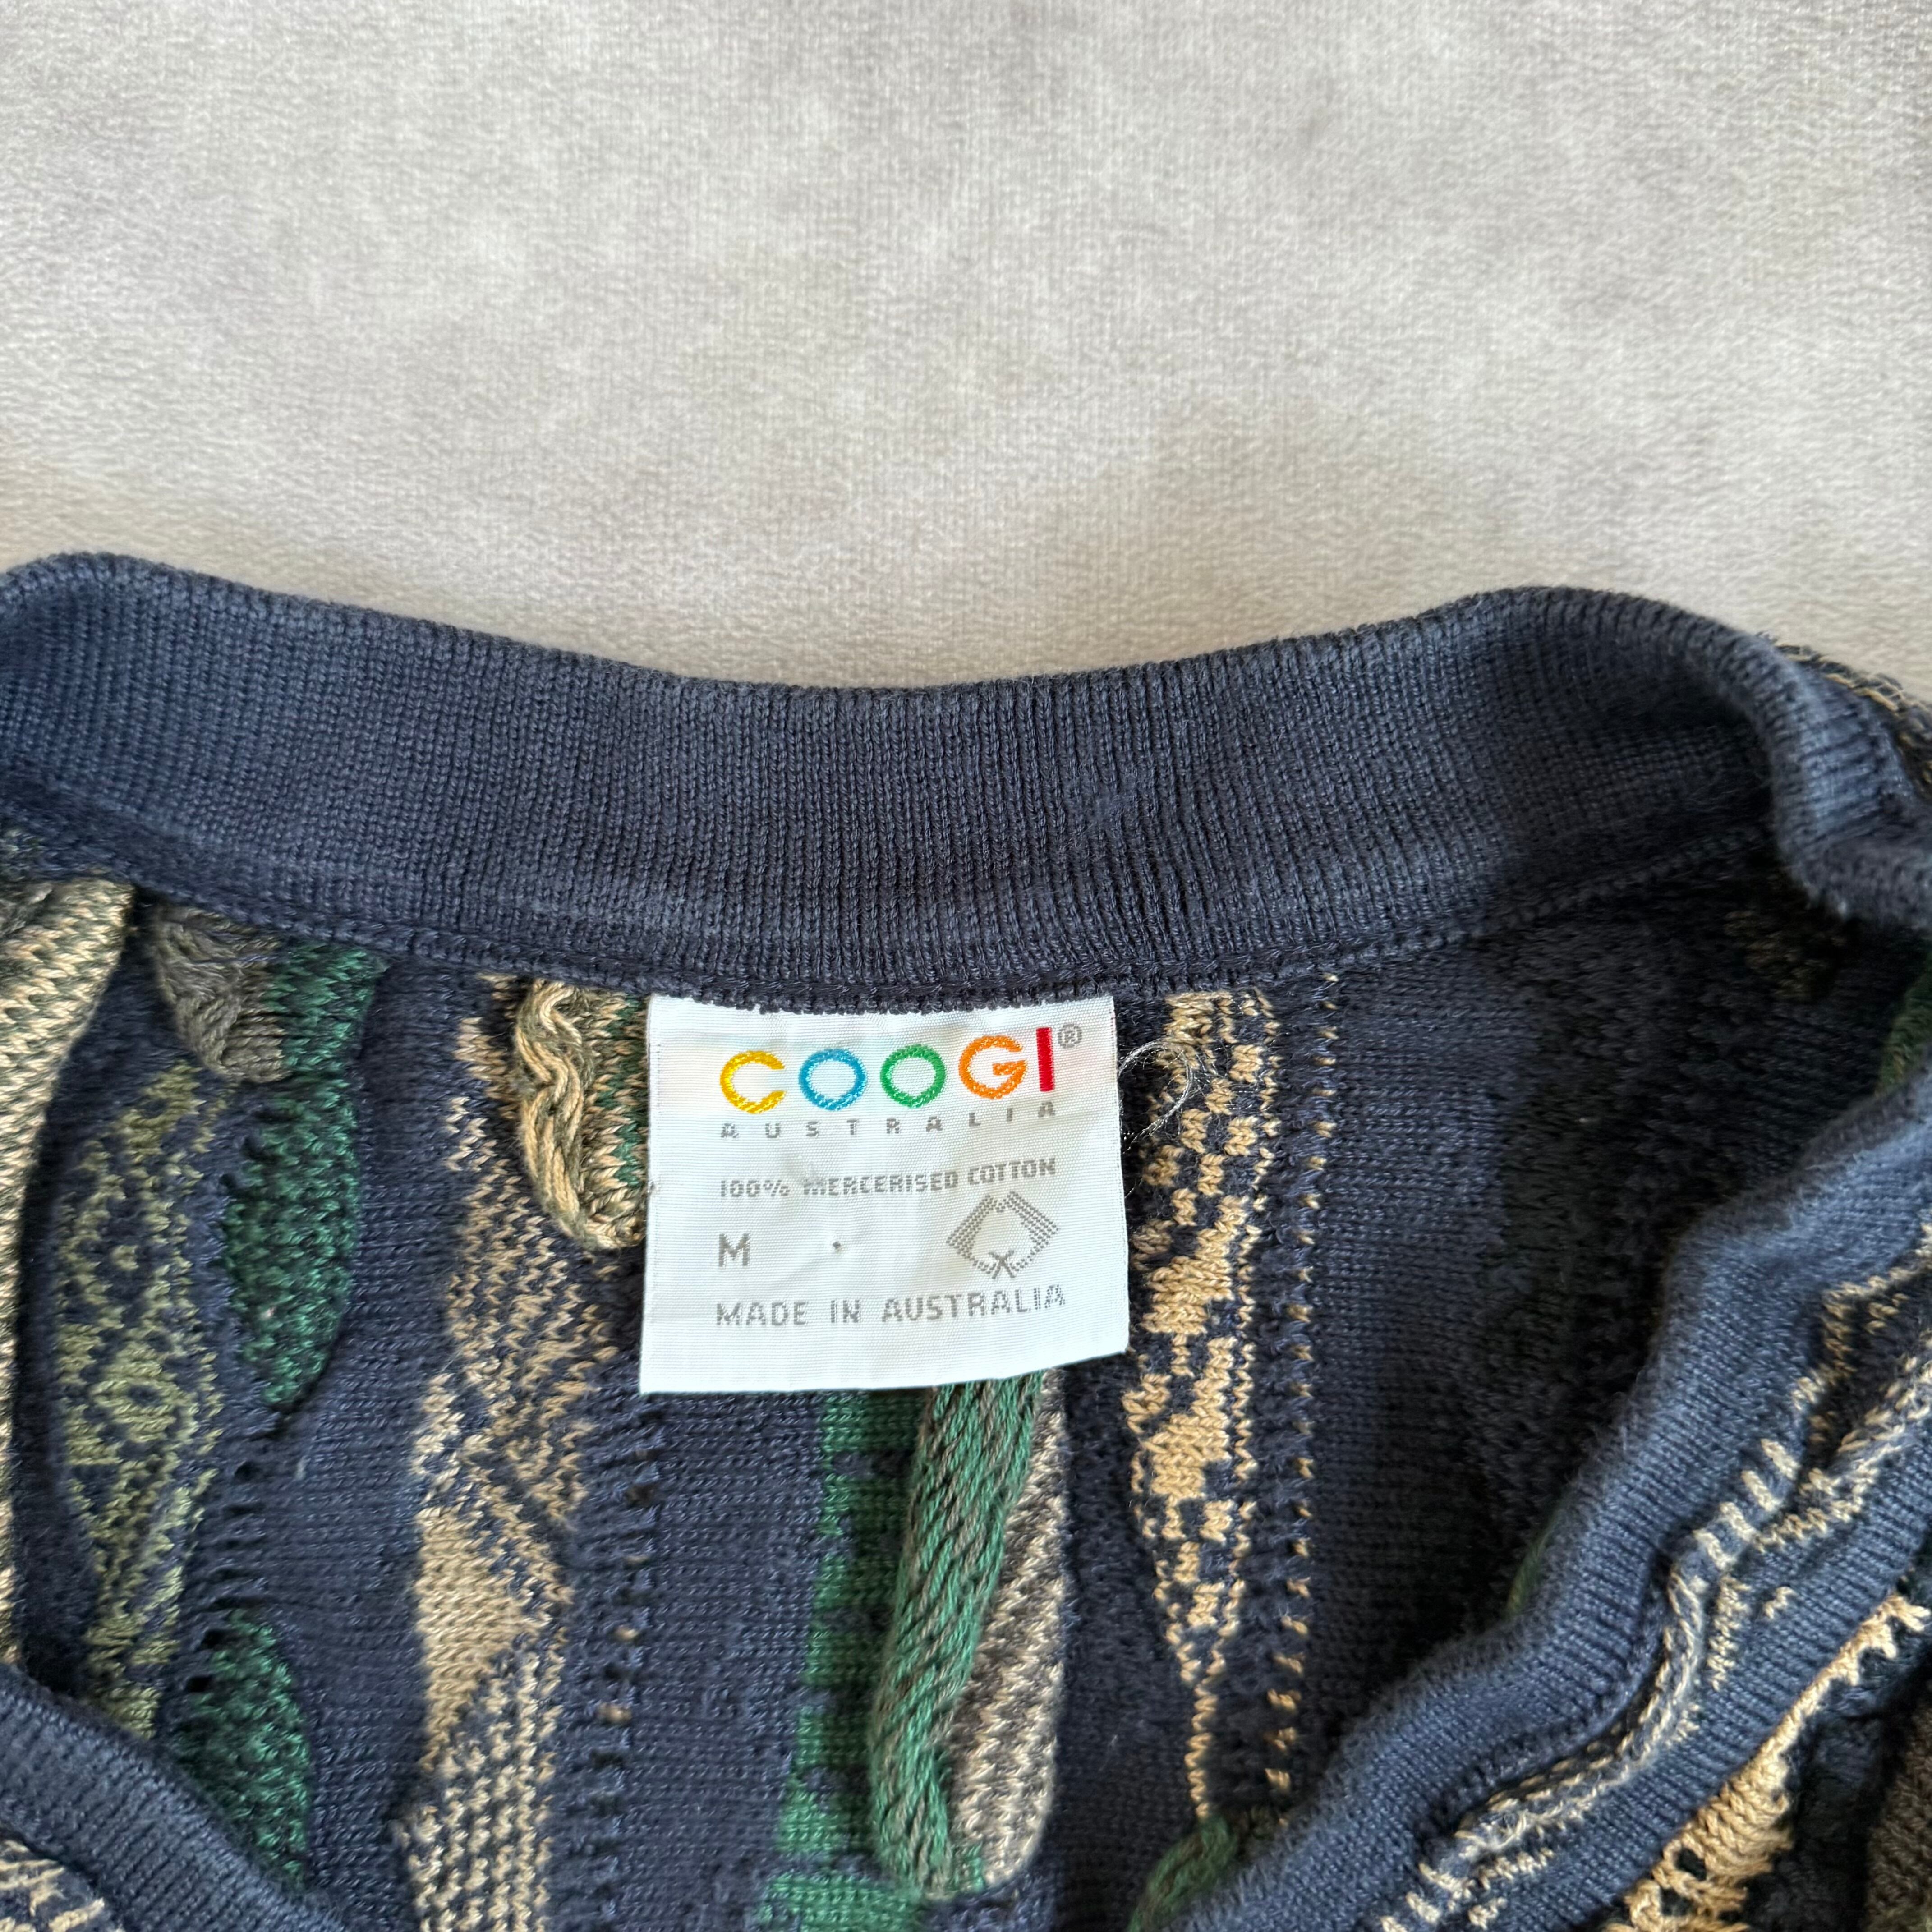 COOGI®
AUSTRALIA
100% MERCERISED COTTON
M
MADE IN AUSTRALIA